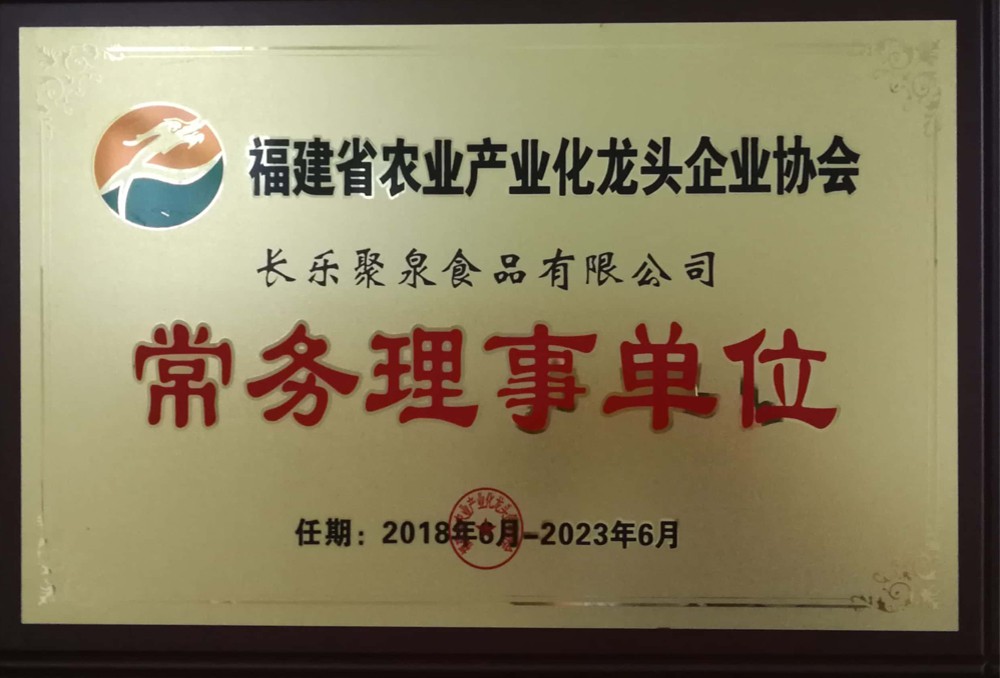 福建省农业产业化龙头企业协会
长乐聚泉食品有限公司
常务理事单位
任期：2018年6月-2023年6月